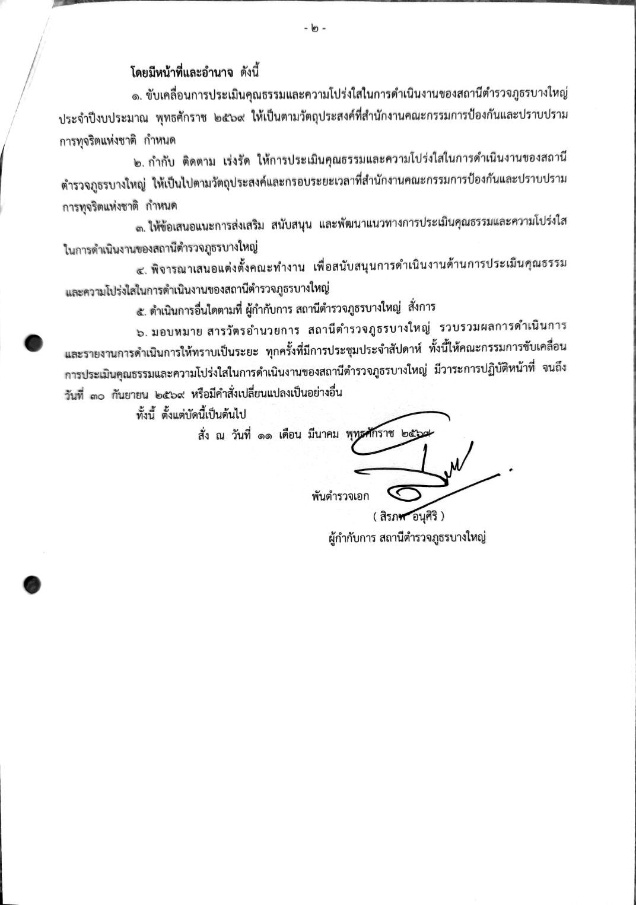 - ๒ -
โดยมีหน้าที่และอำนาจ ดังนี้
๑. ขับเคลื่อนการประเมินคุณธรรมและความโปร่งใสในการดำเนินงานของสถานีตำรวจภูธรบางใหญ่
ประจำปีงบประมาณ พุทธศักราช ๒๕๖๙ ให้เป็นตามวัตถุประสงค์ที่สำนักงานคณะกรรมการป้องกันและปราบปราม
การทุจริตแห่งชาติ กำหนด
๒. กำกับ ติดตาม เร่งรัด ให้การประเมินคุณธรรมและความโปร่งใสในการดำเนินงานของสถานี
ตำรวจภูธรบางใหญ่ ให้เป็นไปตามวัตถุประสงค์และกรอบระยะเวลาที่สำนักงานคณะกรรมการป้องกันและปราบปราม
การทุจริตแห่งชาติ กำหนด
๓. ให้ข้อเสนอแนะการส่งเสริม สนับสนุน และพัฒนาแนวทางการประเมินคุณธรรมและความโปร่งใส
ในการดำเนินงานของสถานีตำรวจภูธรบางใหญ่
๔. พิจารณาเสนอแต่งตั้งคณะทำงาน เพื่อสนับสนุนการดำเนินงานด้านการประเมินคุณธรรม
และความโปร่งใสในการดำเนินงานของสถานีตำรวจภูธรบางใหญ่
๕. ดำเนินการอื่นใดตามที่ ผู้กำกับการ สถานีตำรวจภูธรบางใหญ่ สั่งการ
๖. มอบหมาย สารวัตรอำนวยการ สถานีตำรวจภูธรบางใหญ่ รวบรวมผลการดำเนินการ
และรายงานการดำเนินการให้ทราบเป็นระยะ ทุกครั้งที่มีการประชุมประจำสัปดาห์ ทั้งนี้ให้คณะกรรมการขับเคลื่อน
การประเมินคุณธรรมและความโปร่งใสในการดำเนินงานของสถานีตำรวจภูธรบางใหญ่ มีวาระการปฏิบัติหน้าที่ จนถึง
วันที่ ๓๐ กันยายน ๒๕๖๙ หรือมีคำสั่งเปลี่ยนแปลงเป็นอย่างอื่น
ทั้งนี้ ตั้งแต่บัดนี้เป็นต้นไป
สั่ง ณ วันที่ ๑๑ เดือน มีนาคม พุทธศักราช ๒๕๖๙
พันตำรวจเอก
( สิรภพ อนุศิริ )
ผู้กำกับการ สถานีตำรวจภูธรบางใหญ่